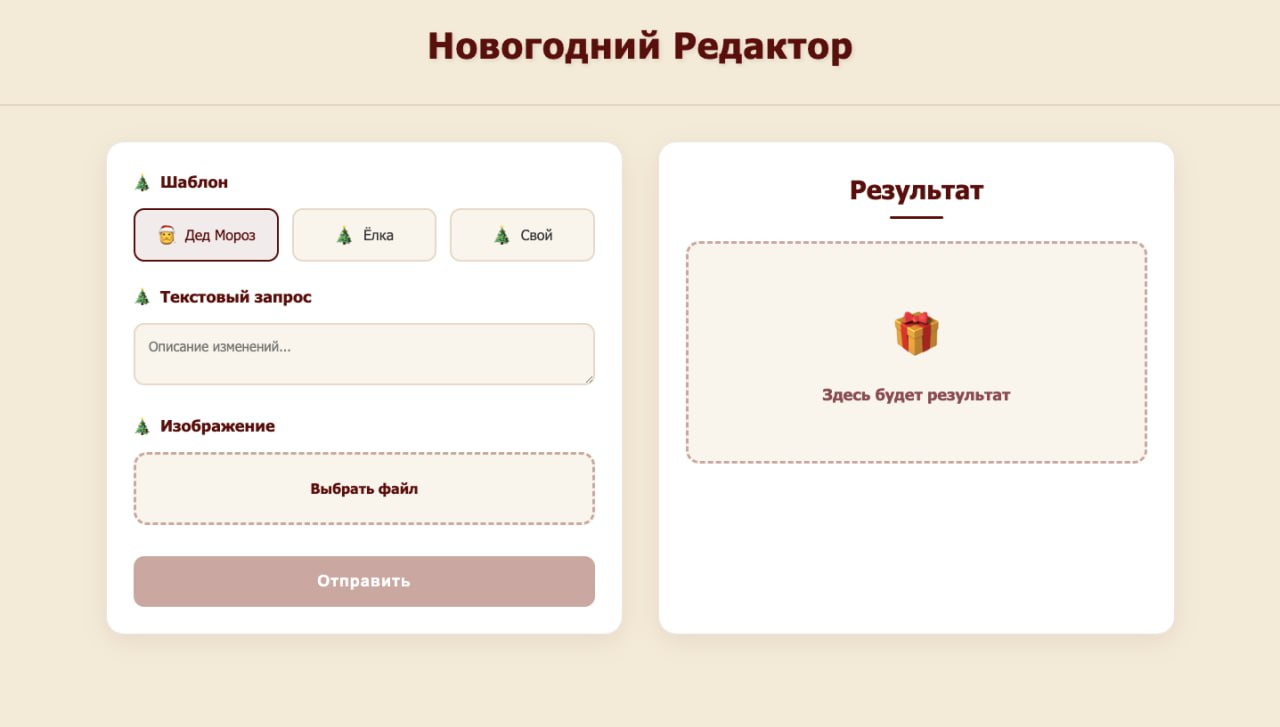 Новогодний Редактор
Шаблон
Дед Мороз
Ёлка
Свой
Текстовый запрос
Описание изменений...
Изображение
Выбрать файл
Отправить
Результат
Здесь будет результат